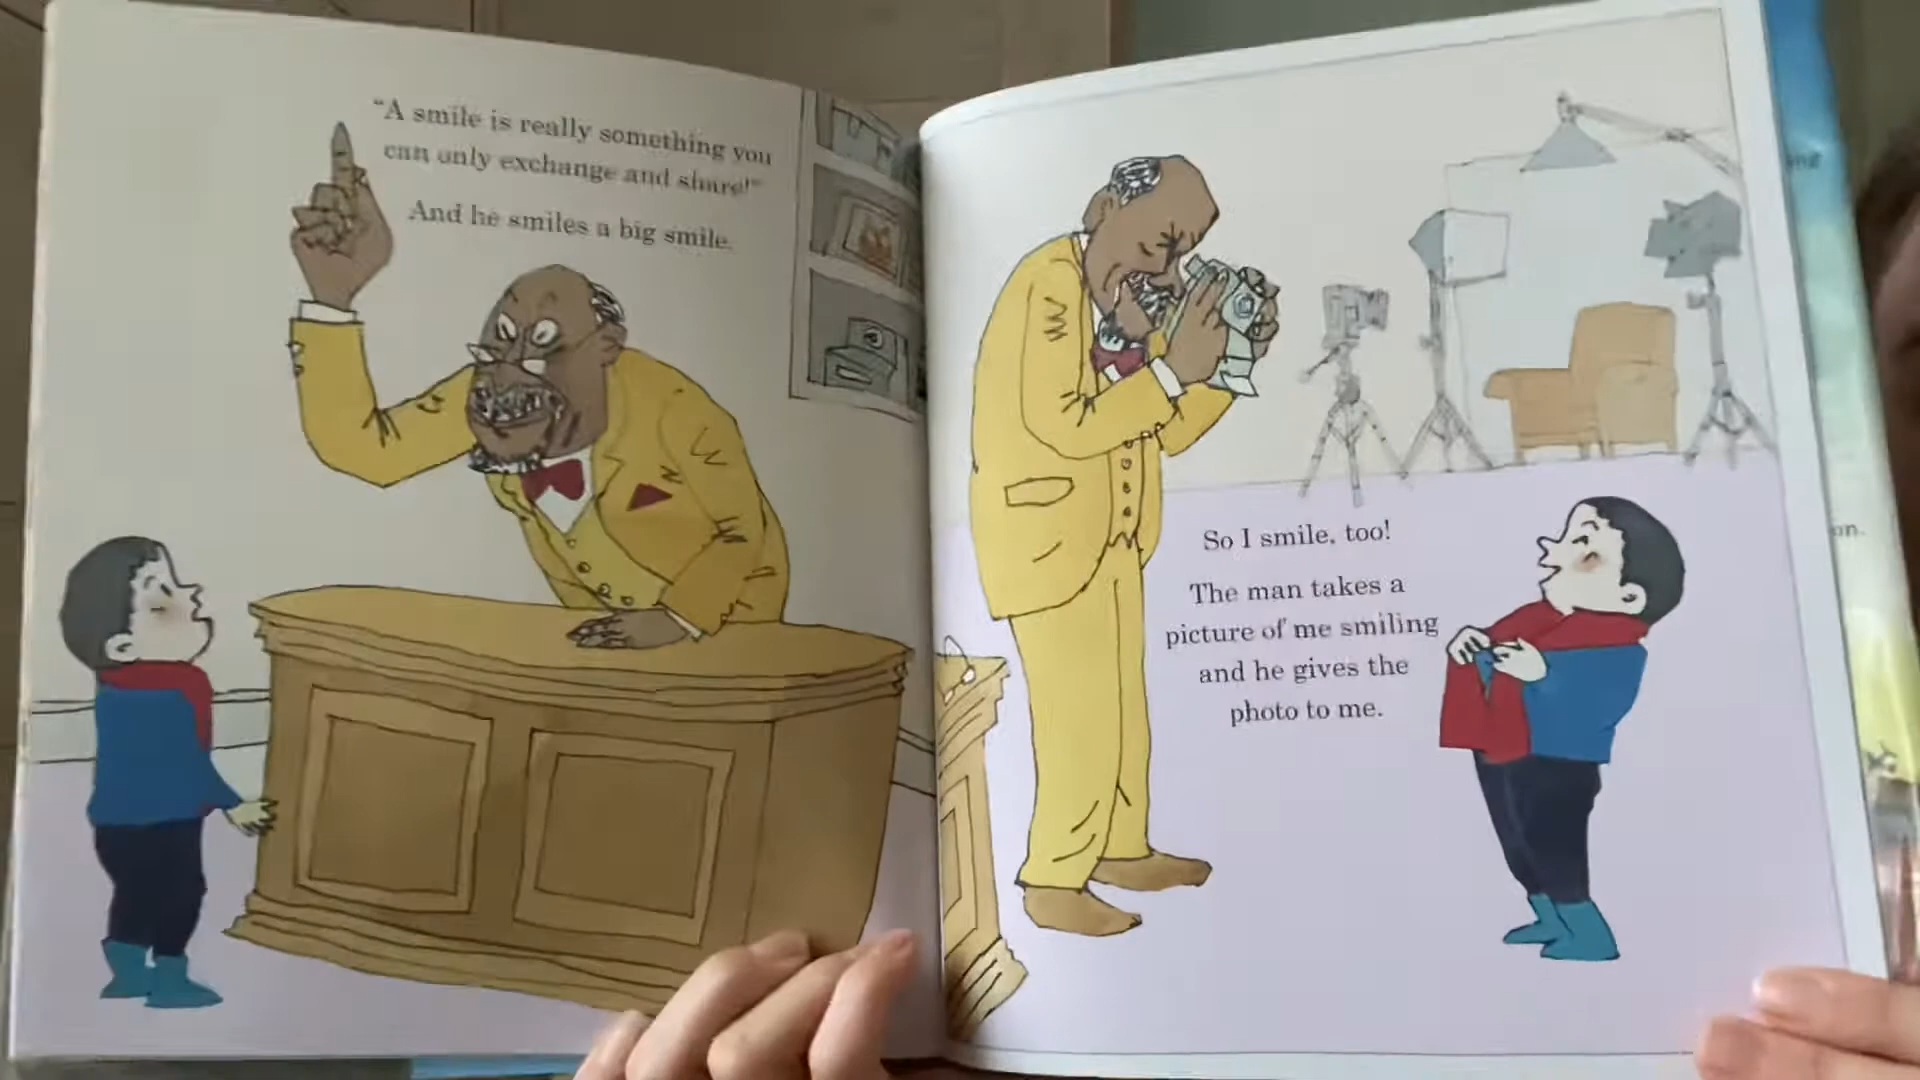 “A smile is really something you
can only exchange and share!”
And he smiles a big smile.
So I smile, too!
The man takes a
picture of me smiling
and he gives the
photo to me.